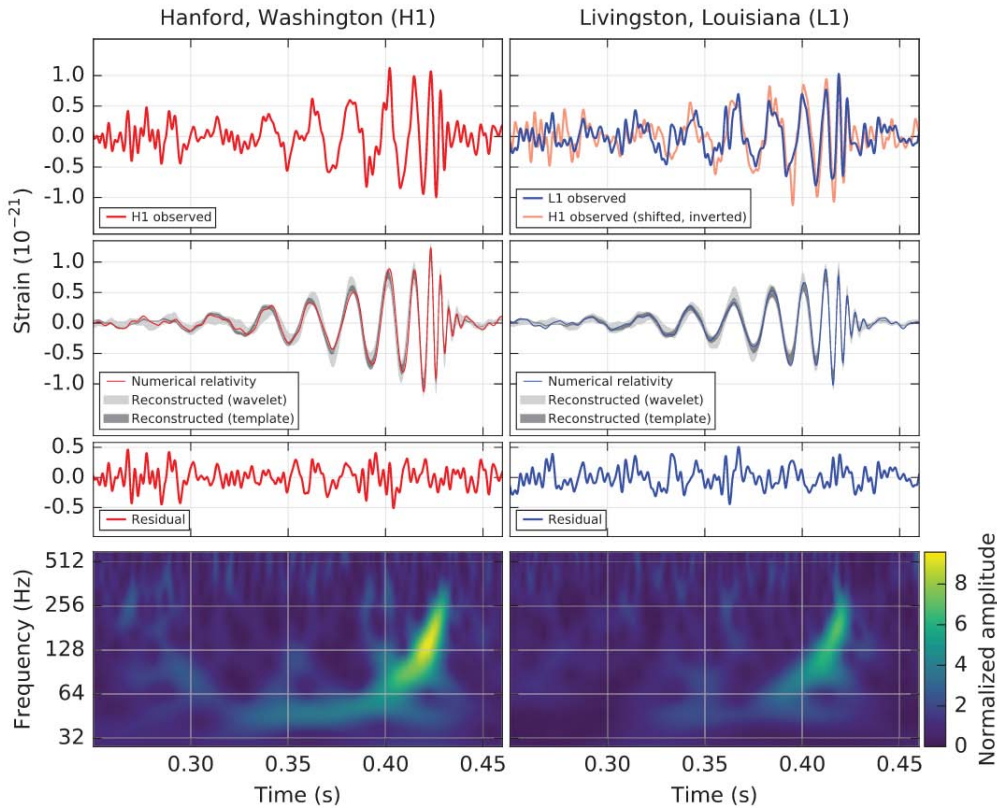 Hanford, Washington (H1)
Livingston, Louisiana (L1)
Strain (10⁻²¹)
1.0
0.5
0.0
-0.5
-1.0
H1 observed
L1 observed
H1 observed (shifted, inverted)
1.0
0.5
0.0
-0.5
-1.0
Numerical relativity
Reconstructed (wavelet)
Reconstructed (template)
Numerical relativity
Reconstructed (wavelet)
Reconstructed (template)
0.5
0.0
-0.5
Residual
Residual
Frequency (Hz)
512
256
128
64
32
Normalized amplitude
8
6
4
2
0
0.30
0.35
0.40
0.45
0.30
0.35
0.40
0.45
Time (s)
Time (s)